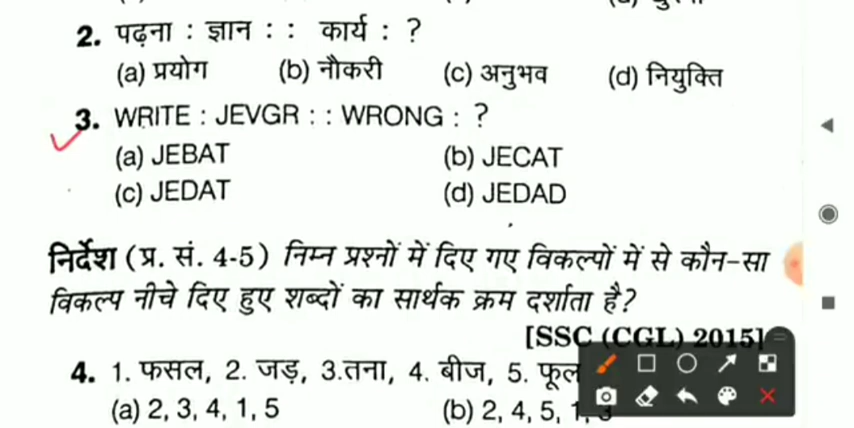 2. पढ़ना : ज्ञान : : कार्य : ?
(a) प्रयोग (b) नौकरी (c) अनुभव (d) नियुक्ति
3. WRITE : JEVGR : : WRONG : ?
(a) JEBAT (b) JECAT
(c) JEDAT (d) JEDAD
निर्देश (प्र. सं. 4-5) निम्न प्रश्नों में दिए गए विकल्पों में से कौन-सा
विकल्प नीचे दिए हुए शब्दों का सार्थक क्रम दर्शाता है?
[SSC (CGL) 2015]
4. 1. फसल, 2. जड़, 3.तना, 4. बीज, 5. फूल
(a) 2, 3, 4, 1, 5 (b) 2, 4, 5, 1, 3